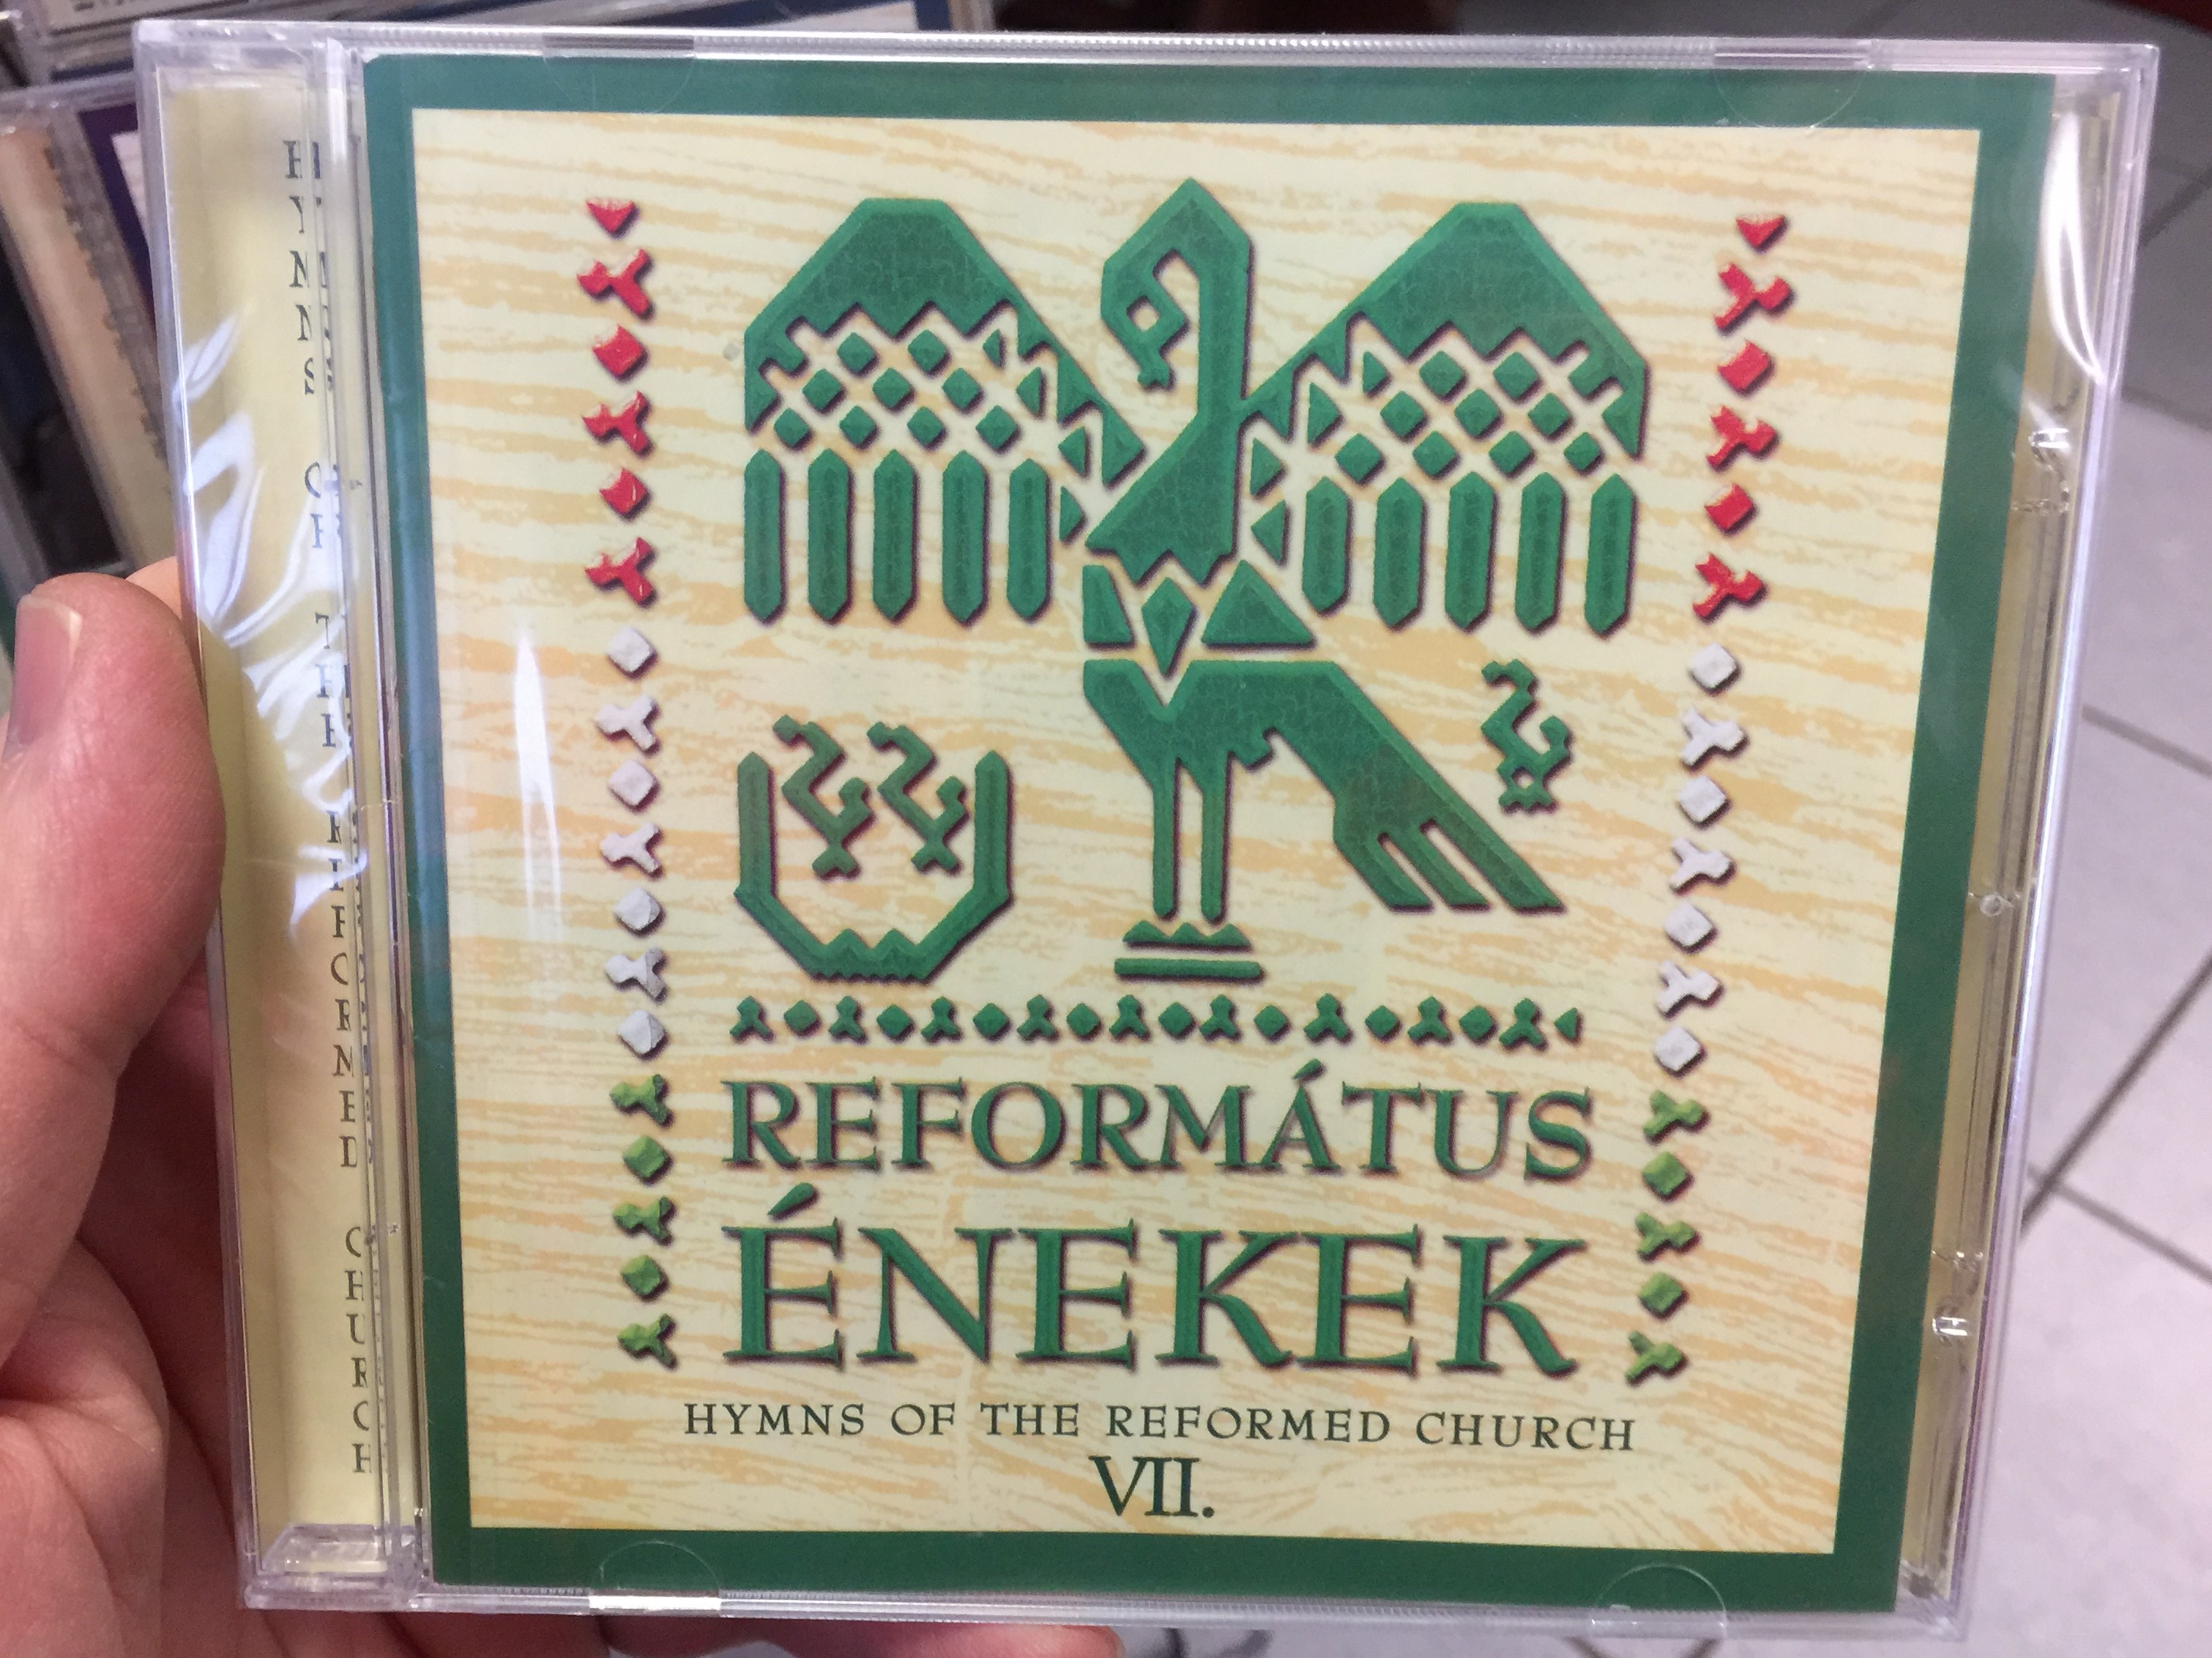 HYMNS OF THE REFORMED CHURCH
REFORMÁTUS
ÉNEKEK
HYMNS OF THE REFORMED CHURCH
VII.